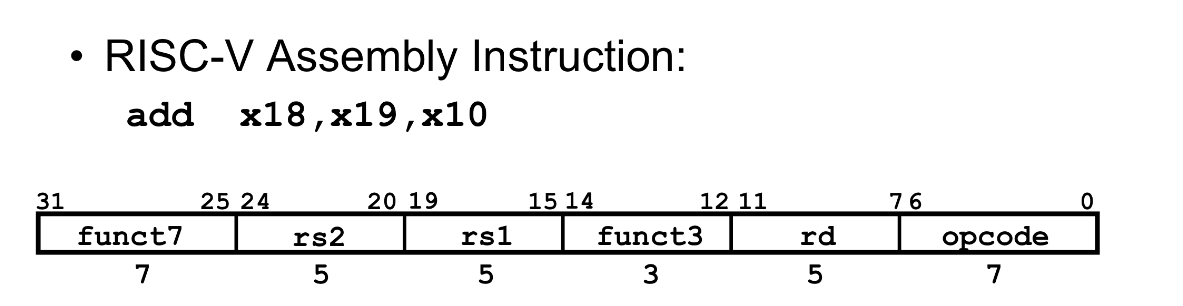 • RISC-V Assembly Instruction:
add x18,x19,x10
31 25 24 20 19 15 14 12 11 7 6 0
funct7 rs2 rs1 funct3 rd opcode
7 5 5 3 5 7